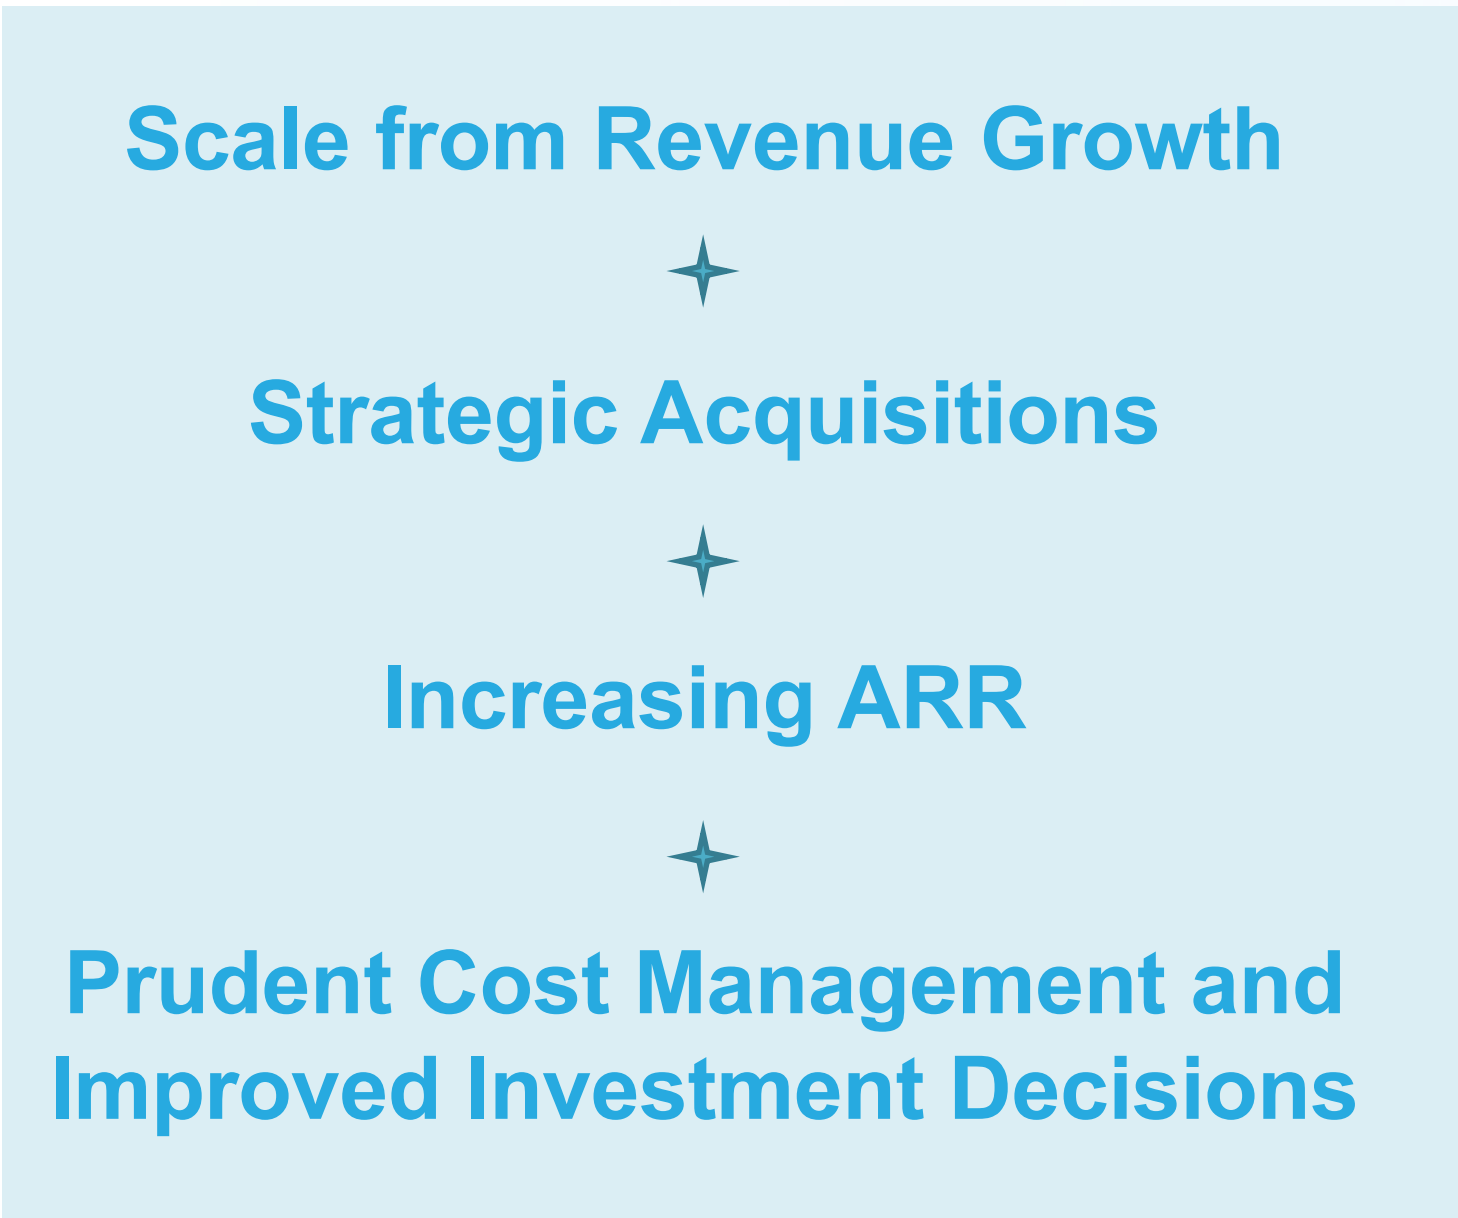 Scale from Revenue Growth
Strategic Acquisitions
Increasing ARR
Prudent Cost Management and
Improved Investment Decisions